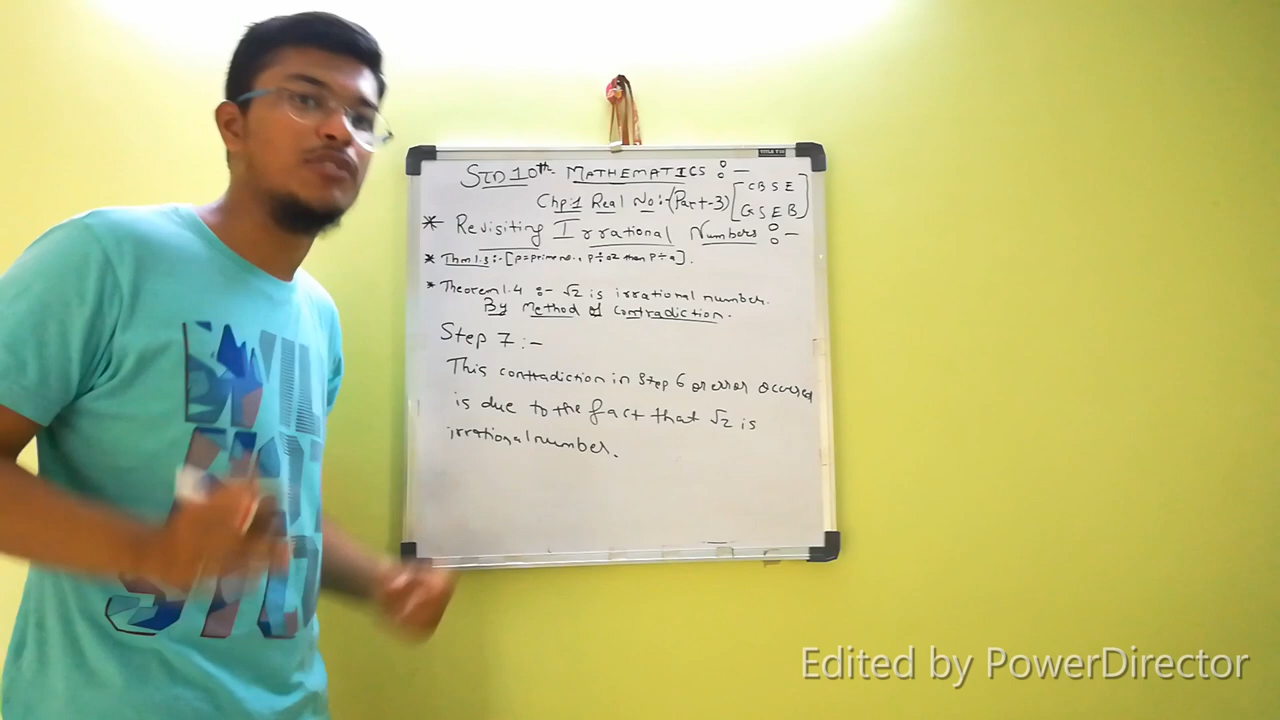 STD 10th MATHEMATICS :-
Chp:1 Real No:-(Part-3) [CBSE
GSEB]
* Revisiting Irrational Numbers :-
* Thm 1.3:-[p=prime no., p÷a2 then p÷a].
* Theorem 1.4 :- √2 is irrational number.
By Method of Contradiction.
Step 7:-
This contradiction in Step 6 or error occured
is due to the fact that √2 is
irrational number.
Edited by PowerDirector